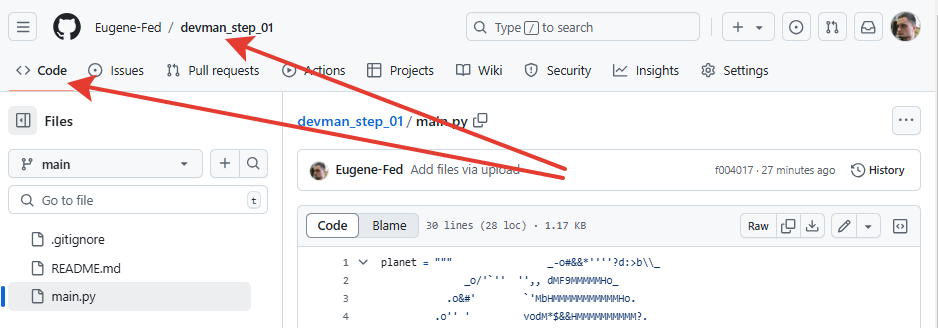 Eugene-Fed / devman_step_01
Type / to search
Code Issues Pull requests Actions Projects Wiki Security Insights Settings
Files
devman_step_01 / main.py
main
Eugene-Fed Add files via upload f004017 · 27 minutes ago History
Go to file t
Code Blame 30 lines (28 loc) · 1.17 KB Raw
.gitignore
README.md
main.py
1 planet = """ _-o#&&*''''?d:>b\\_
2 _o/'`'' '',, dMF9MMMMMHo_
3 .o&#' `'MbHMMMMMMMMMMMHo.
4 .o'' ' vodM*$&&HMMMMMMMMMM?.